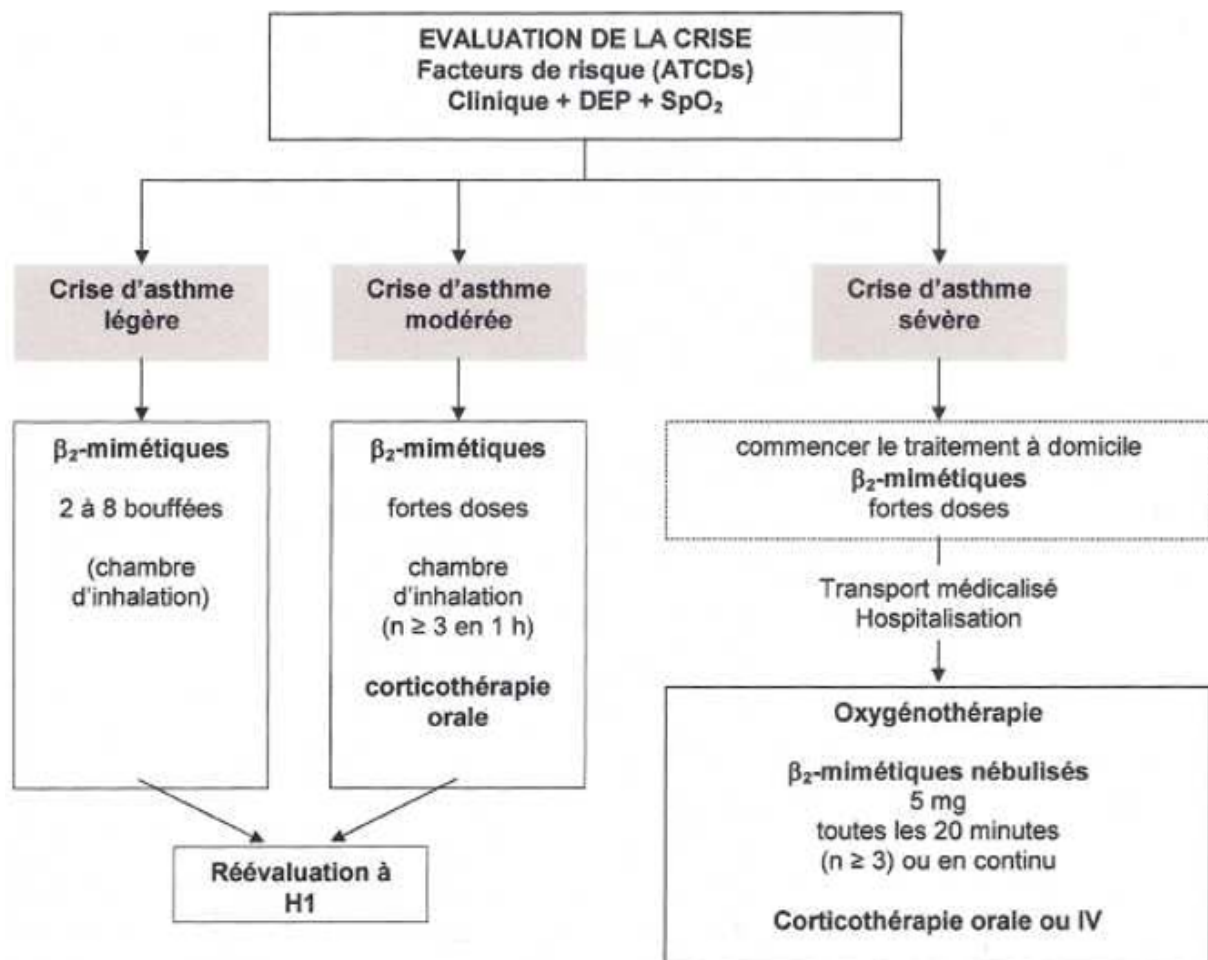 EVALUATION DE LA CRISE
Facteurs de risque (ATCDs)
Clinique + DEP + SpO₂
Crise d'asthme
légère
Crise d'asthme
modérée
Crise d'asthme
sévère
β₂-mimétiques
2 à 8 bouffées
(chambre
d'inhalation)
β₂-mimétiques
fortes doses
chambre
d'inhalation
(n ≥ 3 en 1 h)
corticothérapie
orale
commencer le traitement à domicile
β₂-mimétiques
fortes doses
Transport médicalisé
Hospitalisation
Réévaluation à
H1
Oxygénothérapie
β₂-mimétiques nébulisés
5 mg
toutes les 20 minutes
(n ≥ 3) ou en continu
Corticothérapie orale ou IV